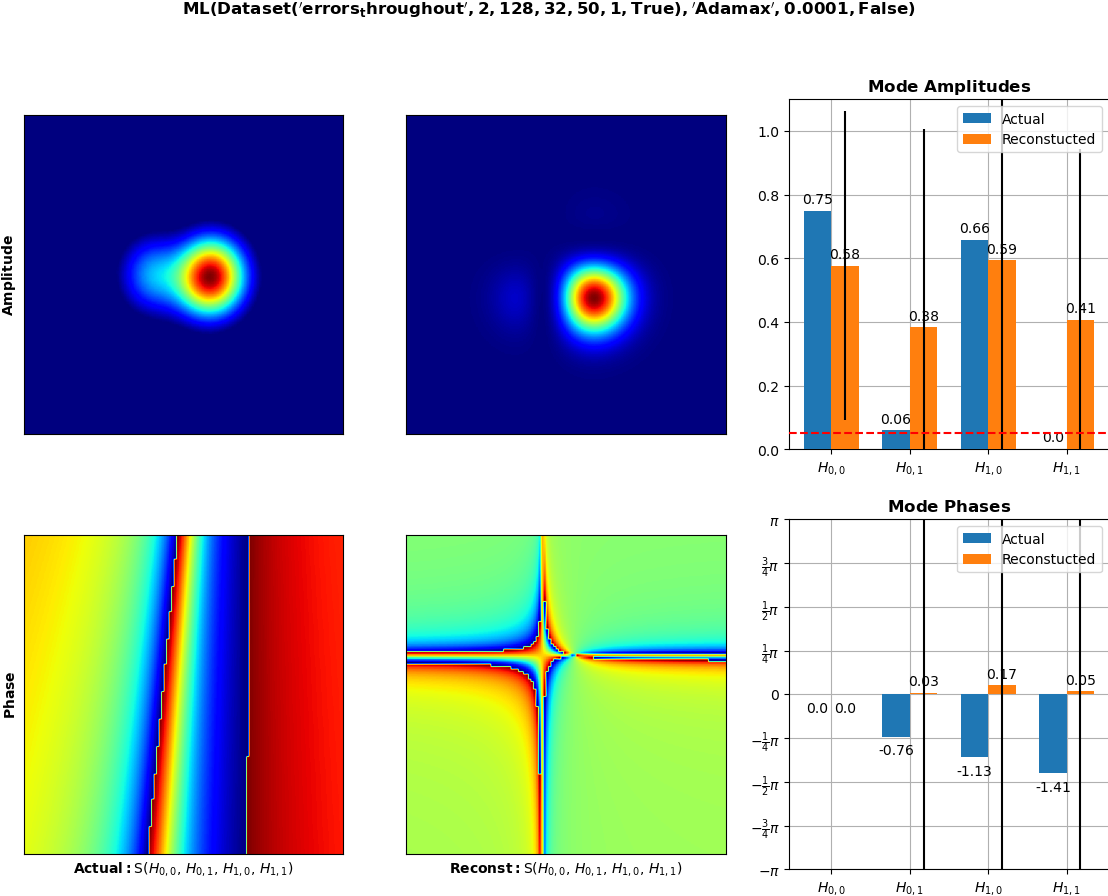 ML(Dataset('errors_throughout', 2, 128, 32, 50, 1, True), 'Adamax', 0.0001, False)
Amplitude
Mode Amplitudes
Actual
Reconstucted
1.0
0.8
0.6
0.4
0.2
0.0
0.75
0.58
0.06
0.38
0.66
0.59
0.0
0.41
H0,0
H0,1
H1,0
H1,1
Phase
Actual: S(H0,0, H0,1, H1,0, H1,1)
Reconst: S(H0,0, H0,1, H1,0, H1,1)
Mode Phases
Actual
Reconstucted
π
3/4π
1/2π
1/4π
0
−1/4π
−1/2π
−3/4π
−π
0.0
0.0
-0.76
0.03
-1.13
0.17
-1.41
0.05
H0,0
H0,1
H1,0
H1,1